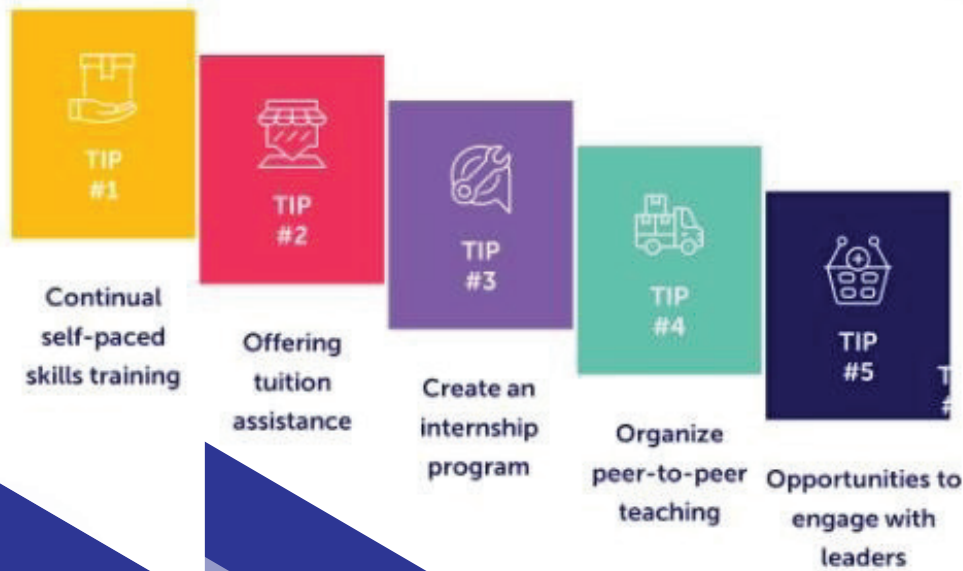 TIP
#1
Continual
self-paced
skills training
TIP
#2
Offering
tuition
assistance
TIP
#3
Create an
internship
program
TIP
#4
Organize
peer-to-peer
teaching
TIP
#5
Opportunities to
engage with
leaders